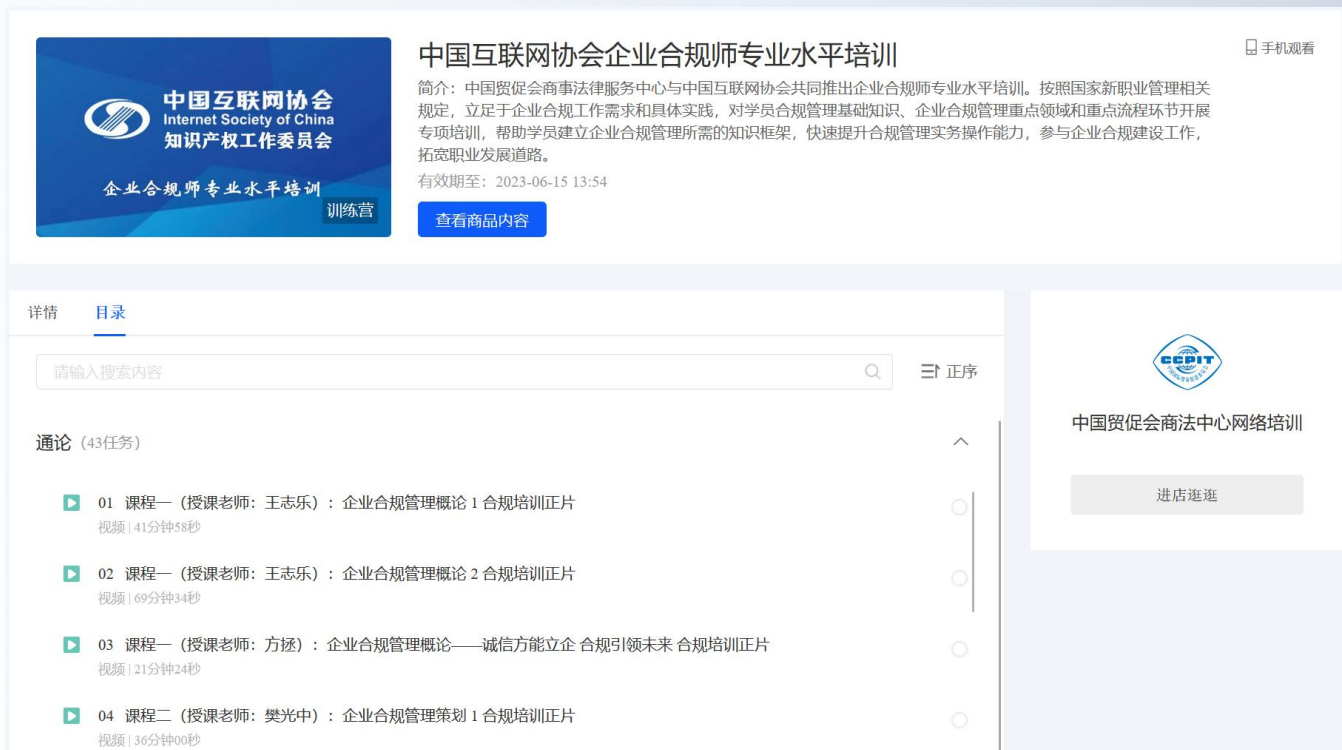 中国互联网协会
Internet Society of China
知识产权工作委员会
企业合规师专业水平培训
训练营
中国互联网协会企业合规师专业水平培训
手机观看
简介：中国贸促会商事法律服务中心与中国互联网协会共同推出企业合规师专业水平培训。按照国家新职业管理相关
规定，立足于企业合规工作需求和具体实践，对学员合规管理基础知识、企业合规管理重点领域和重点流程环节开展
专项培训，帮助学员建立企业合规管理所需的知识框架，快速提升合规管理实务操作能力，参与企业合规建设工作，
拓宽职业发展道路。
有效期至：2023-06-15 13:54
查看商品内容
详情 目录
请输入搜索内容
正序
通论（43任务）
01 课程一（授课老师：王志乐）：企业合规管理概论 1 合规培训正片
视频 | 41分钟58秒
02 课程一（授课老师：王志乐）：企业合规管理概论 2 合规培训正片
视频 | 69分钟34秒
03 课程一（授课老师：方拯）：企业合规管理概论——诚信方能立企 合规引领未来 合规培训正片
视频 | 21分钟24秒
04 课程二（授课老师：樊光中）：企业合规管理策划 1 合规培训正片
视频 | 36分钟00秒
CCPIT
中国贸促会商法中心网络培训
进店逛逛